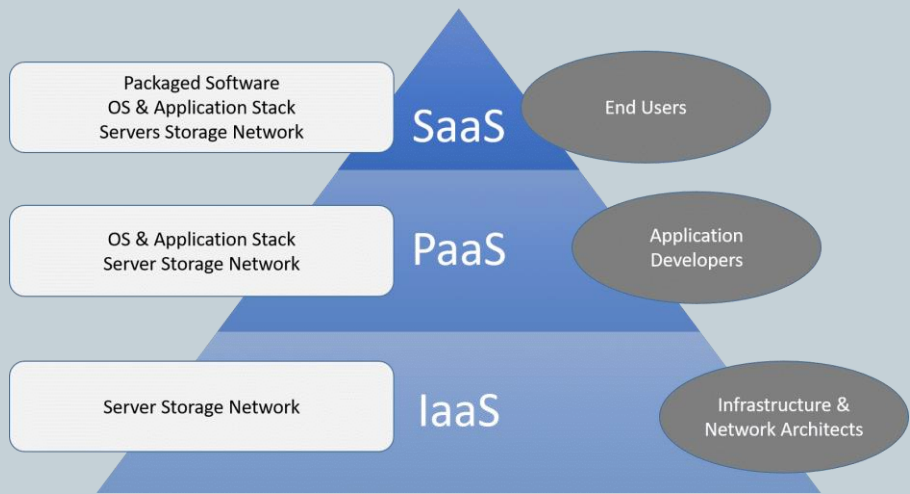 Packaged Software
OS & Application Stack
Servers Storage Network
SaaS
End Users
OS & Application Stack
Server Storage Network
PaaS
Application
Developers
Server Storage Network
IaaS
Infrastructure &
Network Architects